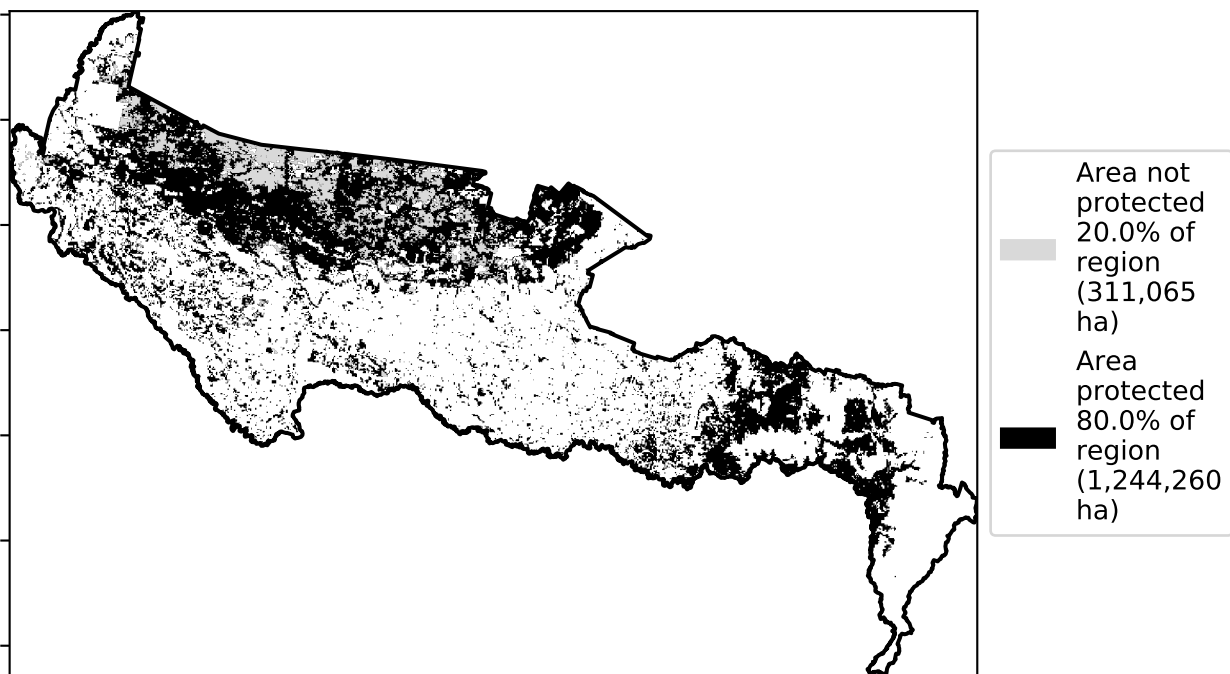 Area not
protected
20.0% of
region
(311,065
ha)
Area
protected
80.0% of
region
(1,244,260
ha)